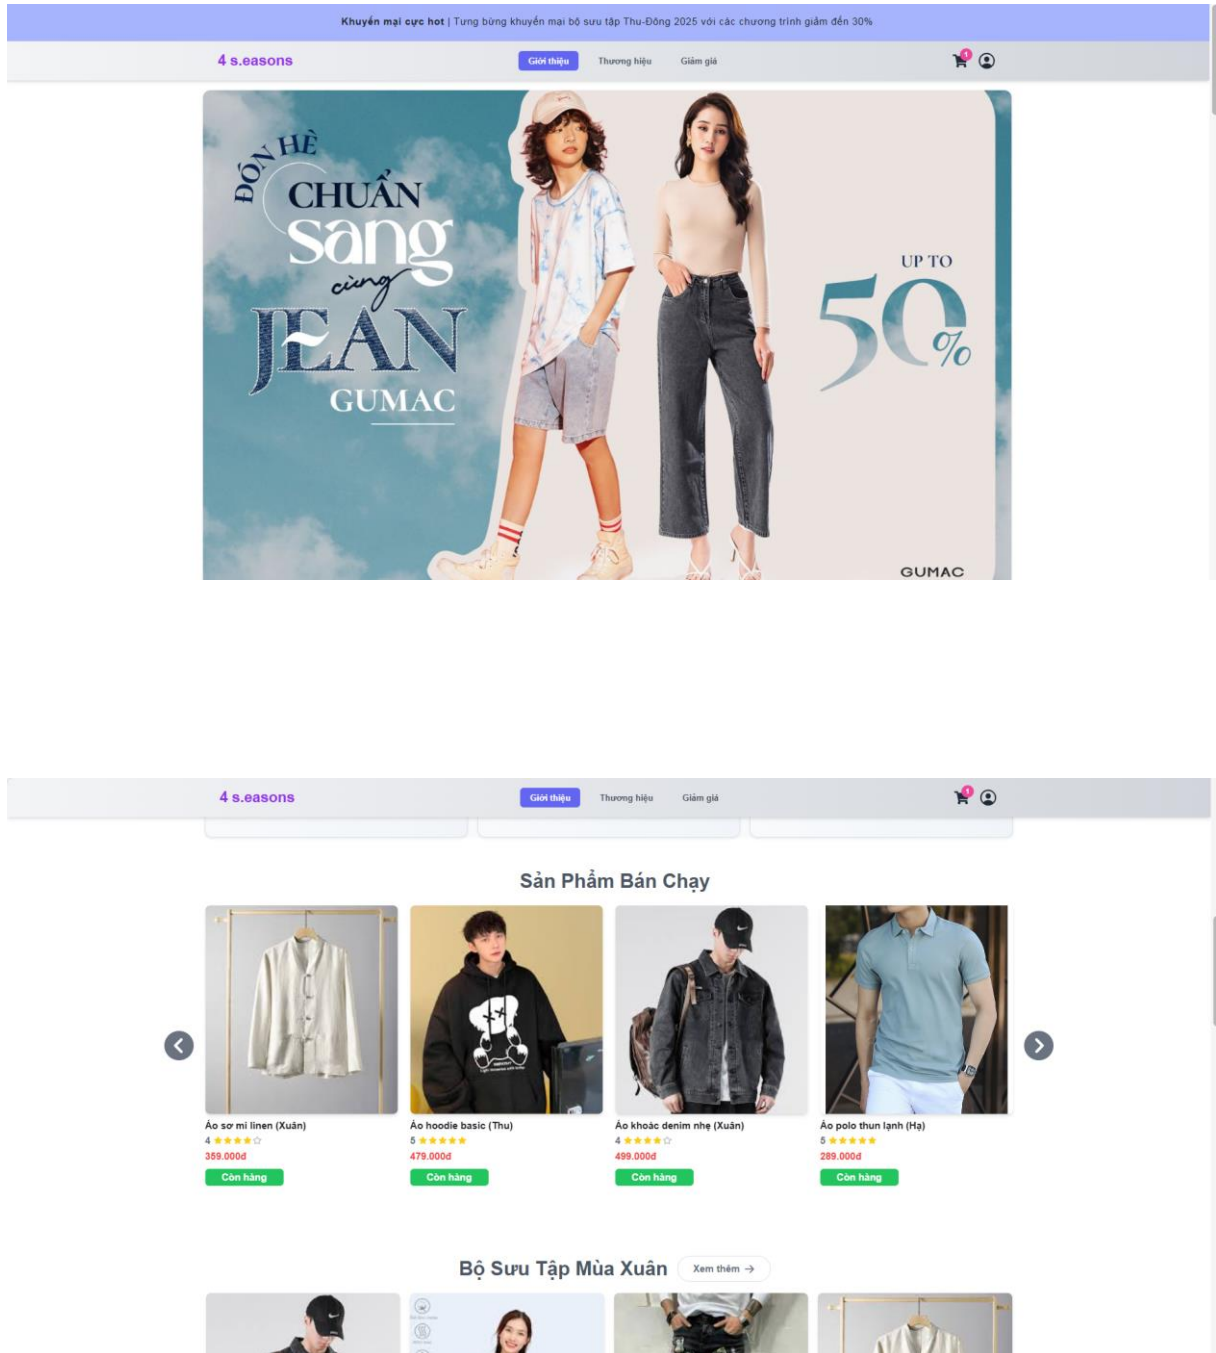 Khuyến mại cực hot | Tưng bừng khuyến mại bộ sưu tập Thu-Đông 2025 với các chương trình giảm đến 30%
4 s.easons
Giới thiệu
Thương hiệu
Giảm giá
1
ĐÓN HÈ
CHUẨN
sang
cùng
JEAN
GUMAC
UP TO
50%
GUMAC
4 s.easons
Giới thiệu
Thương hiệu
Giảm giá
1
Sản Phẩm Bán Chạy
Áo sơ mi linen (Xuân)
4
359.000đ
Còn hàng
Áo hoodie basic (Thu)
5
479.000đ
Còn hàng
Áo khoác denim nhẹ (Xuân)
4
499.000đ
Còn hàng
Áo polo thun lạnh (Hạ)
5
289.000đ
Còn hàng
Bộ Sưu Tập Mùa Xuân
Xem thêm →